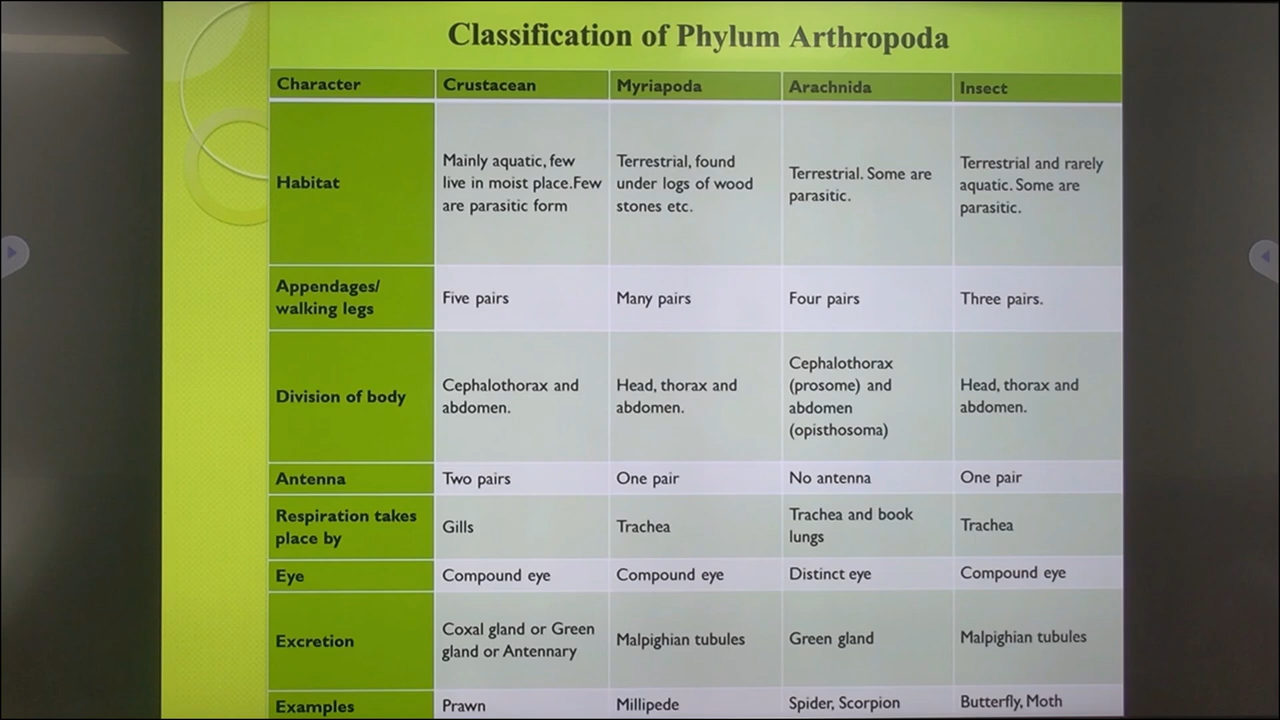 Classification of Phylum Arthropoda
Character
Crustacean
Myriapoda
Arachnida
Insect
Habitat
Mainly aquatic, few
live in moist place.Few
are parasitic form
Terrestrial, found
under logs of wood
stones etc.
Terrestrial. Some are
parasitic.
Terrestrial and rarely
aquatic. Some are
parasitic.
Appendages/
walking legs
Five pairs
Many pairs
Four pairs
Three pairs.
Division of body
Cephalothorax and
abdomen.
Head, thorax and
abdomen.
Cephalothorax
(prosome) and
abdomen
(opisthosoma)
Head, thorax and
abdomen.
Antenna
Two pairs
One pair
No antenna
One pair
Respiration takes
place by
Gills
Trachea
Trachea and book
lungs
Trachea
Eye
Compound eye
Compound eye
Distinct eye
Compound eye
Excretion
Coxal gland or Green
gland or Antennary
Malpighian tubules
Green gland
Malpighian tubules
Examples
Prawn
Millipede
Spider, Scorpion
Butterfly, Moth